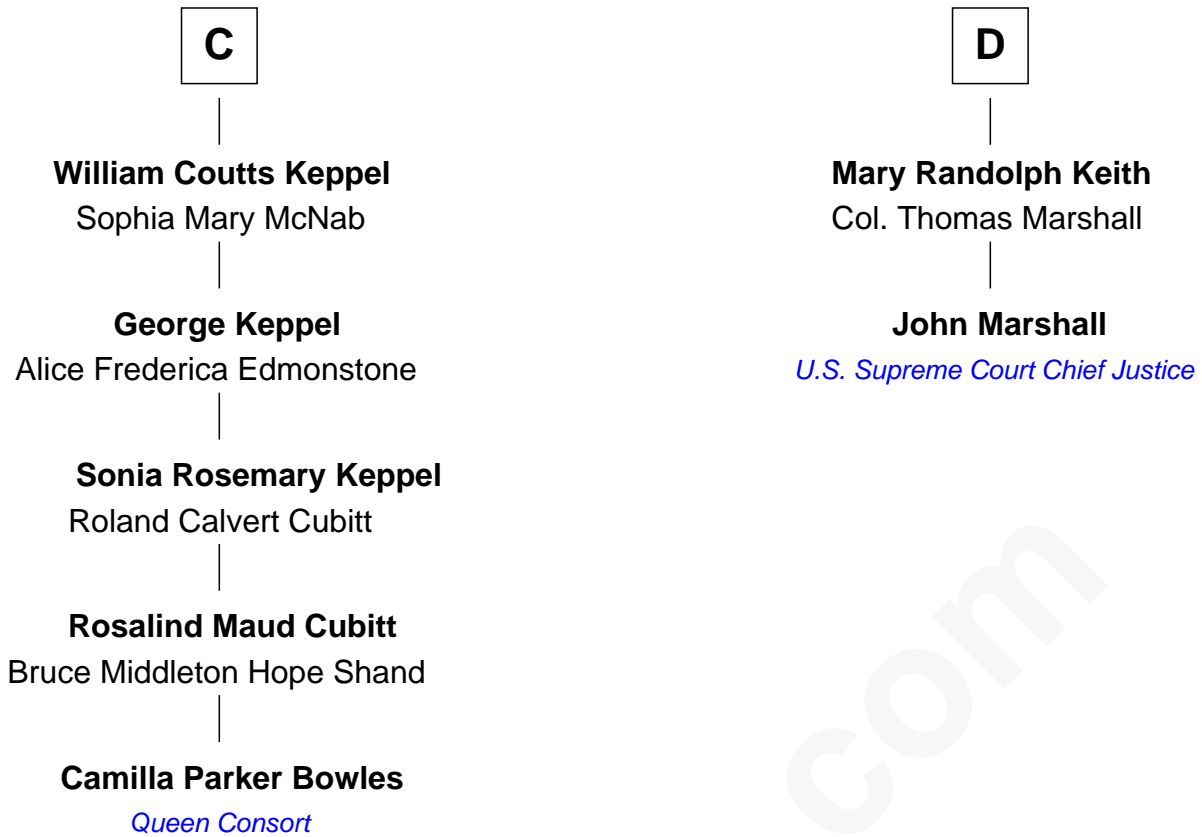 C
William Coutts Keppel
Sophia Mary McNab
George Keppel
Alice Frederica Edmonstone
Sonia Rosemary Keppel
Roland Calvert Cubitt
Rosalind Maud Cubitt
Bruce Middleton Hope Shand
Camilla Parker Bowles
Queen Consort
D
Mary Randolph Keith
Col. Thomas Marshall
John Marshall
U.S. Supreme Court Chief Justice
com